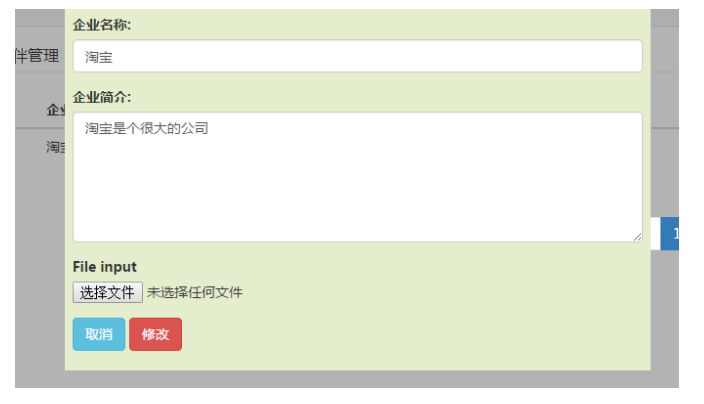 企业名称:
伴管理
淘宝
企业简介:
企业
淘宝是个很大的公司
淘宝
1
File input
选择文件 未选择任何文件
取消 修改